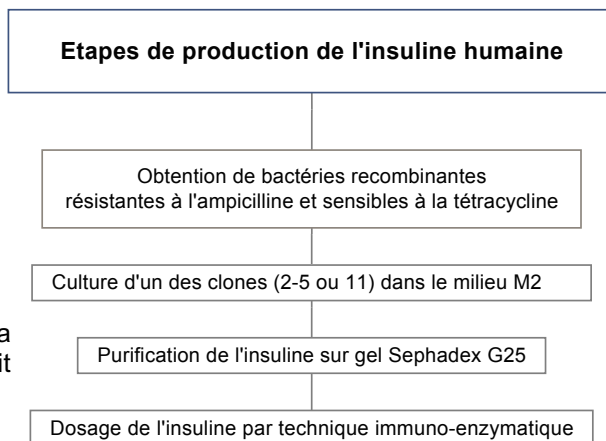 Etapes de production de l'insuline humaine
Obtention de bactéries recombinantes
résistantes à l'ampicilline et sensibles à la tétracycline
Culture d'un des clones (2-5 ou 11) dans le milieu M2
a
it
Purification de l'insuline sur gel Sephadex G25
Dosage de l'insuline par technique immuno-enzymatique